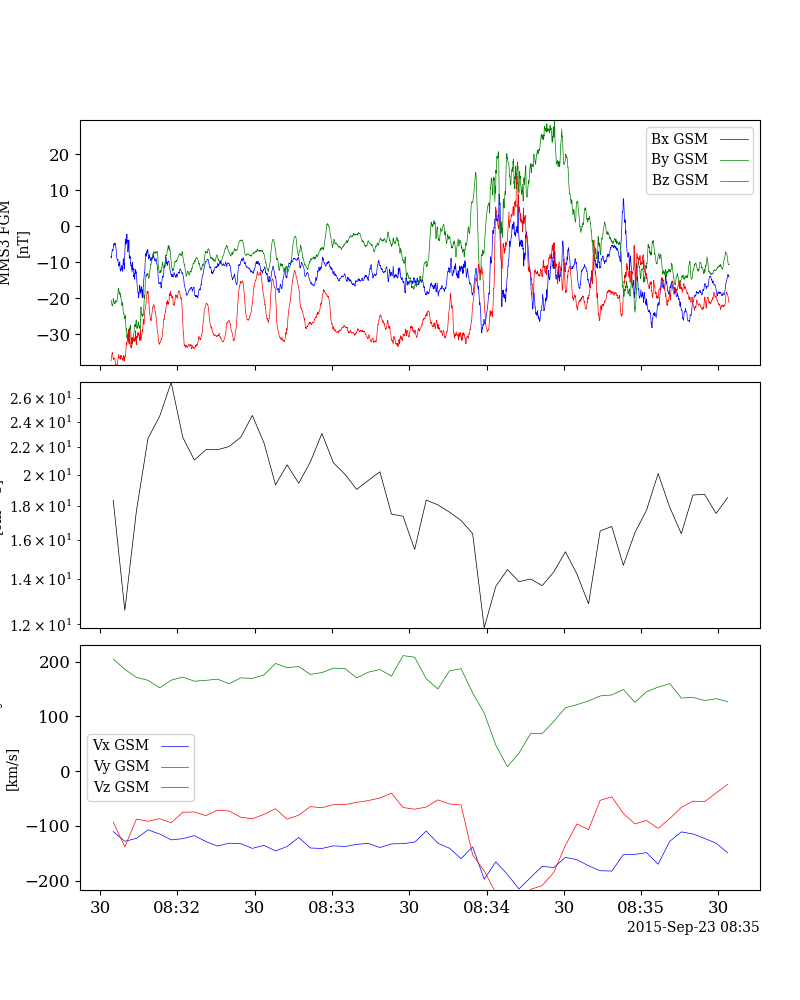 MMS3 FGM
[nT]
20
10
0
−10
−20
−30
Bx GSM
By GSM
Bz GSM
2.6 × 10¹
2.4 × 10¹
2.2 × 10¹
2 × 10¹
1.8 × 10¹
1.6 × 10¹
1.4 × 10¹
1.2 × 10¹
[km/s]
200
100
0
−100
−200
Vx GSM
Vy GSM
Vz GSM
30 08:32 30 08:33 30 08:34 30 08:35 30
2015-Sep-23 08:35